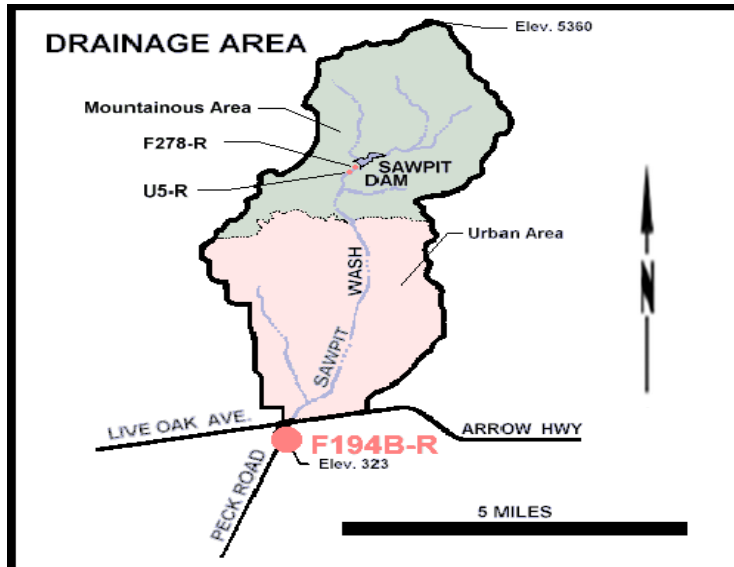 DRAINAGE AREA
Elev. 5360
Mountainous Area
F278-R
SAWPIT
DAM
U5-R
Urban Area
WASH
SAWPIT
N
LIVE OAK AVE.
ARROW HWY
F194B-R
Elev. 323
PECK ROAD
5 MILES